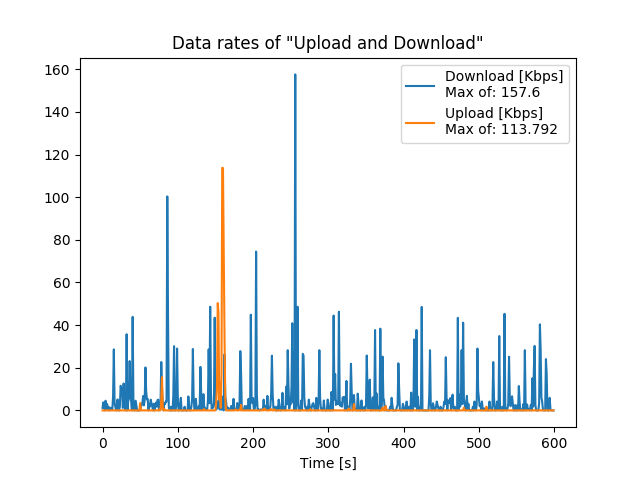 Data rates of "Upload and Download"
Download [Kbps]
Max of: 157.6
Upload [Kbps]
Max of: 113.792
160
140
120
100
80
60
40
20
0
0 100 200 300 400 500 600
Time [s]